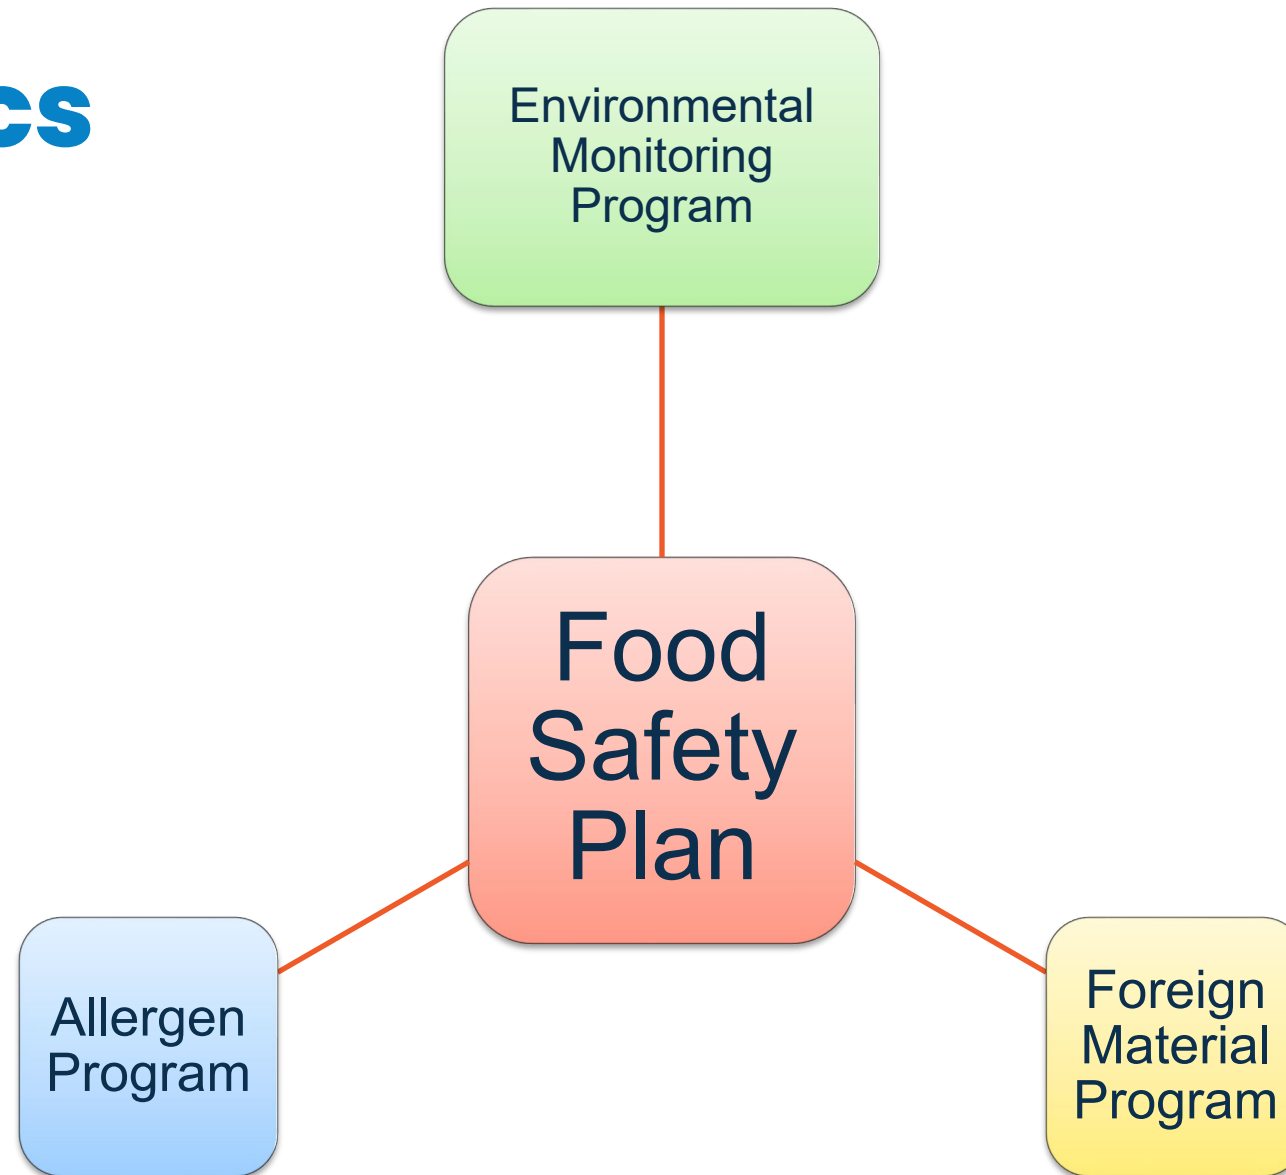 cs
Environmental
Monitoring
Program
Food
Safety
Plan
Allergen
Program
Foreign
Material
Program